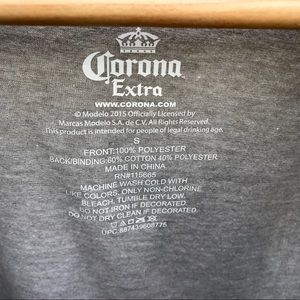 Corona
Extra
WWW.CORONA.COM
© Modelo 2015 Officially Licensed by
Marcas Modelo S.A. de C.V. All Rights Reserved.
This product is intended for people of legal drinking age.
S
FRONT:100% POLYESTER
BACK/BINDING:60% COTTON 40% POLYESTER
MADE IN CHINA
RN#115665
MACHINE WASH COLD WITH
LIKE COLORS, ONLY NON-CHLORINE
BLEACH, TUMBLE DRY LOW,
DO NOT IRON IF DECORATED.
DO NOT DRY CLEAN IF DECORATED.
UPC:887439608775